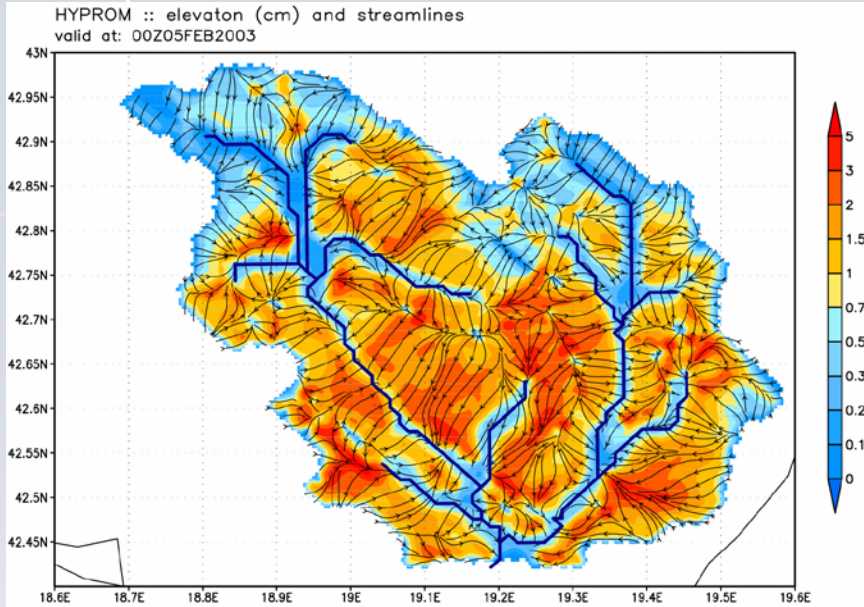 HYPROM :: elevaton (cm) and streamlines
valid at: 00Z05FEB2003
43N
42.95N
42.9N
42.85N
42.8N
42.75N
42.7N
42.65N
42.6N
42.55N
42.5N
42.45N
18.6E 18.7E 18.8E 18.9E 19E 19.1E 19.2E 19.3E 19.4E 19.5E 19.6E
5
3
2
1.5
1
0.7
0.5
0.3
0.2
0.1
0